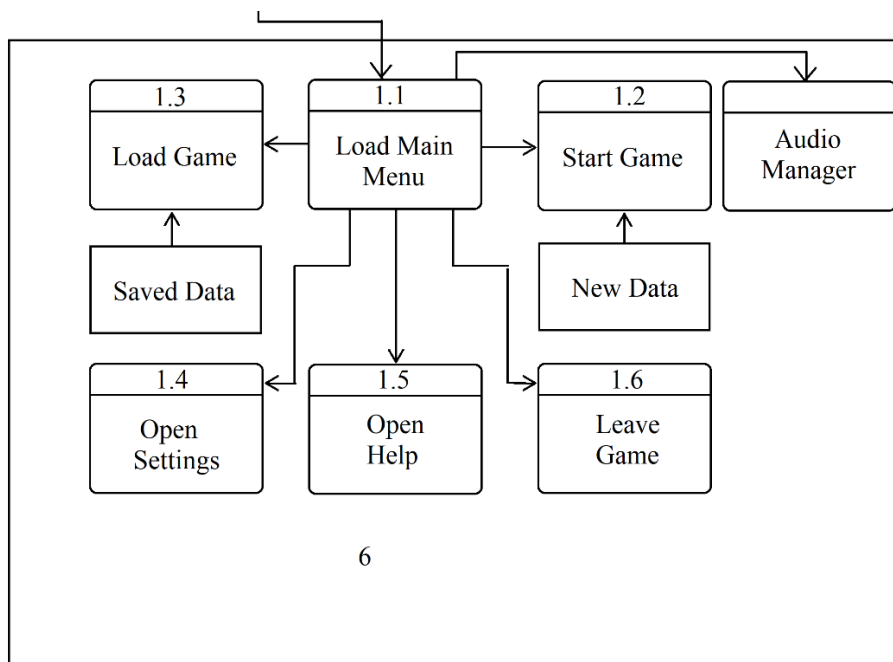 1.3
Load Game
1.1
Load Main
Menu
1.2
Start Game
Audio
Manager
Saved Data
New Data
1.4
Open
Settings
1.5
Open
Help
1.6
Leave
Game
6